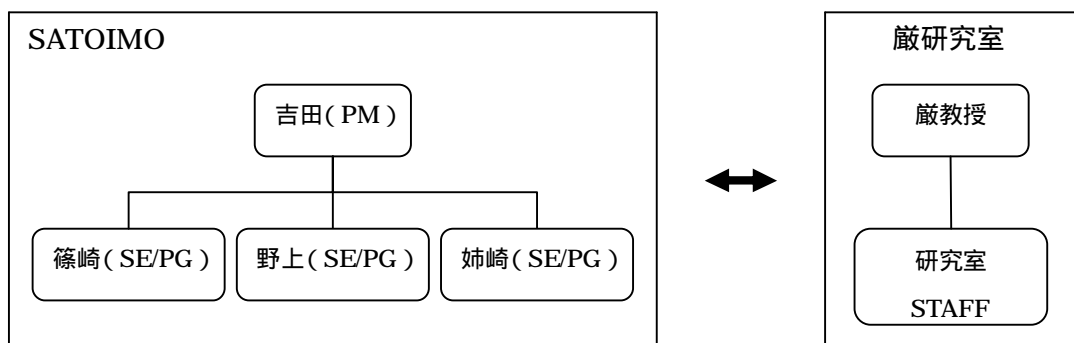 SATOIMO
厳研究室
吉田( PM )
厳教授
篠崎( SE/PG )
野上( SE/PG )
姉崎( SE/PG )
研究室
STAFF